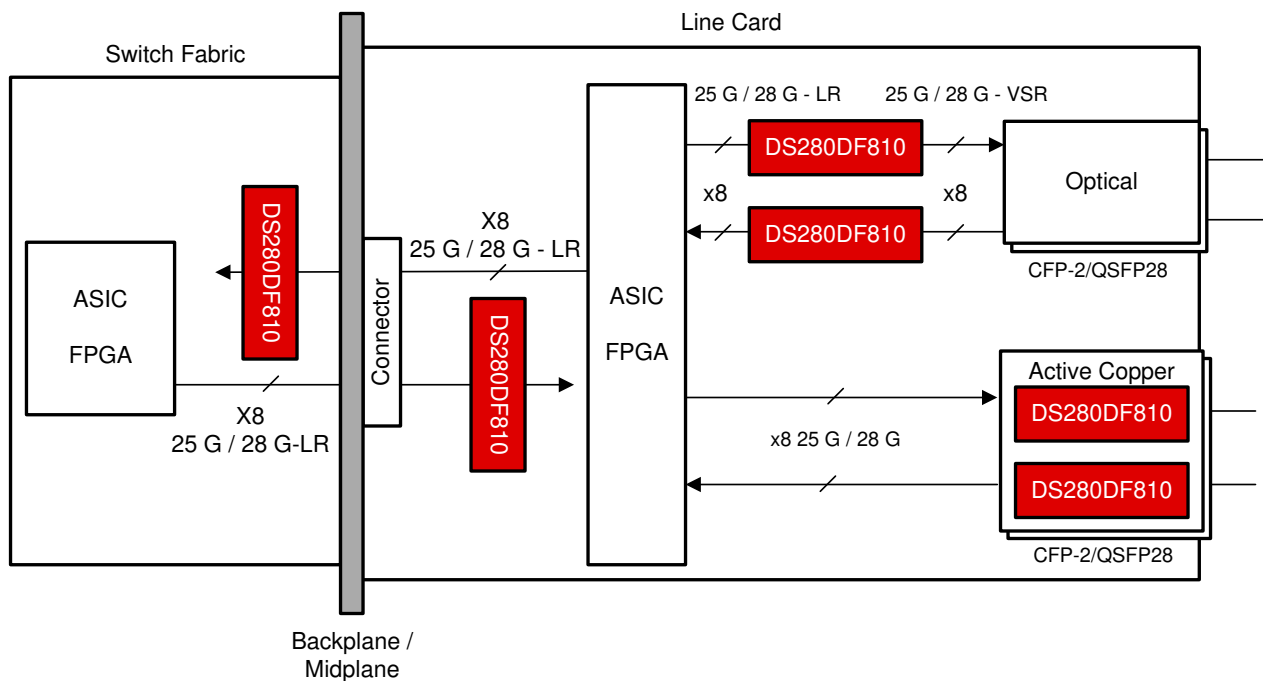 Line Card
Switch Fabric
25 G / 28 G - LR
25 G / 28 G - VSR
DS280DF810
Optical
x8
x8
DS280DF810
CFP-2/QSFP28
DS280DF810
X8
25 G / 28 G - LR
ASIC
FPGA
Connector
DS280DF810
ASIC
FPGA
X8
25 G / 28 G-LR
Active Copper
DS280DF810
x8 25 G / 28 G
DS280DF810
CFP-2/QSFP28
Backplane /
Midplane